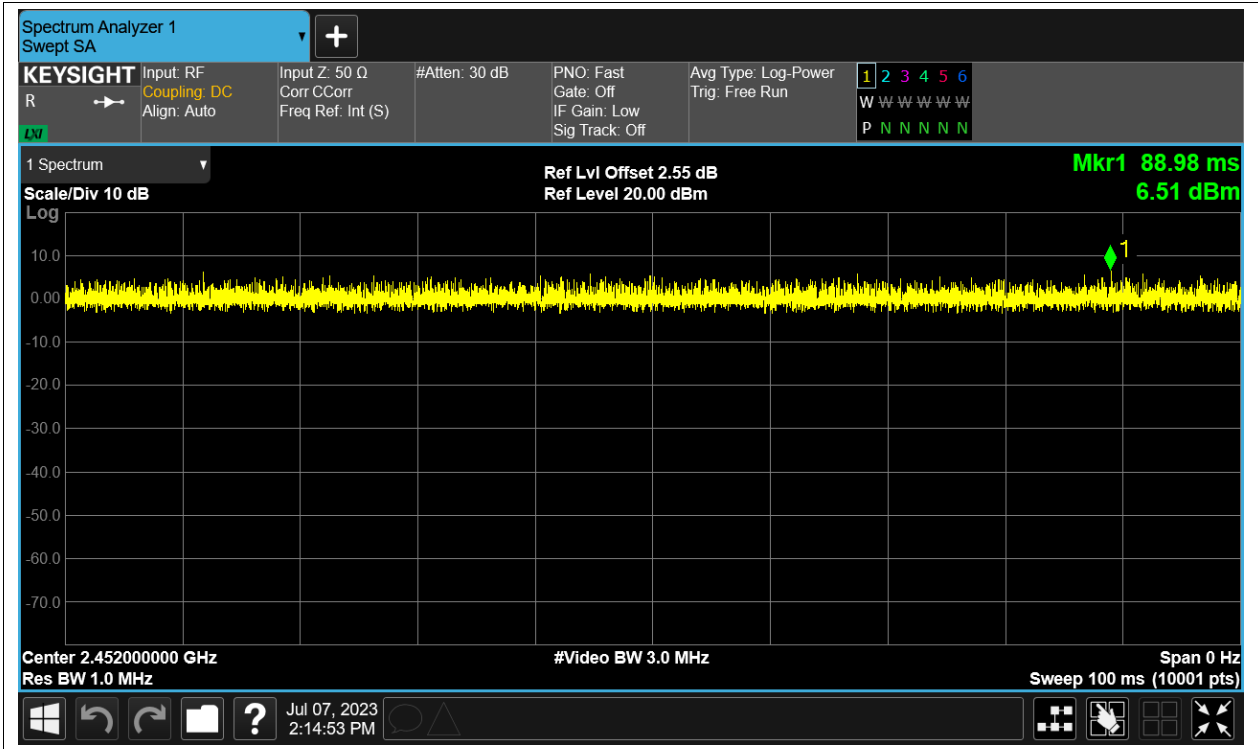 Spectrum Analyzer 1
Swept SA
KEYSIGHT
R
LXI
Input: RF
Coupling: DC
Align: Auto
Input Z: 50 Ω
Corr CCorr
Freq Ref: Int (S)
#Atten: 30 dB
PNO: Fast
Gate: Off
IF Gain: Low
Sig Track: Off
Avg Type: Log-Power
Trig: Free Run
1 2 3 4 5 6
W W W W W W
P N N N N N
1 Spectrum
Scale/Div 10 dB
Log
Ref Lvl Offset 2.55 dB
Ref Level 20.00 dBm
Mkr1 88.98 ms
6.51 dBm
1
10.0
0.00
-10.0
-20.0
-30.0
-40.0
-50.0
-60.0
-70.0
Center 2.452000000 GHz
Res BW 1.0 MHz
#Video BW 3.0 MHz
Span 0 Hz
Sweep 100 ms (10001 pts)
?
Jul 07, 2023
2:14:53 PM